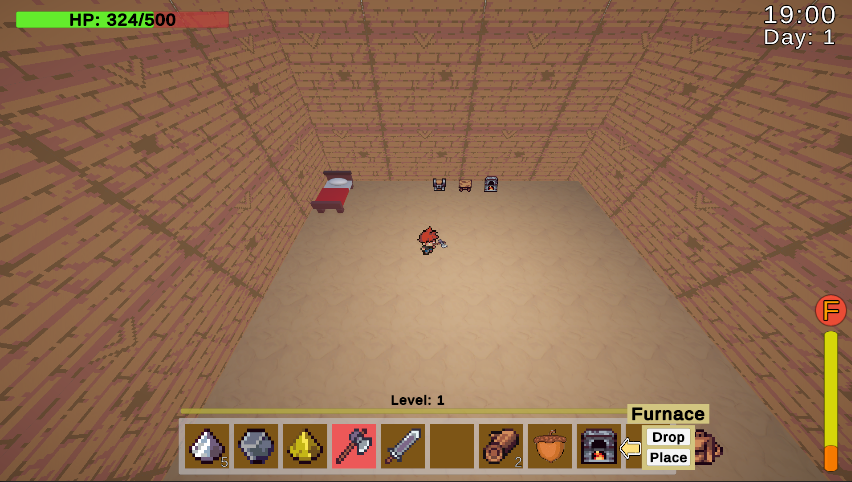 HP: 324/500
19:00
Day: 1
F
Level: 1
Furnace
Drop
Place
5
2